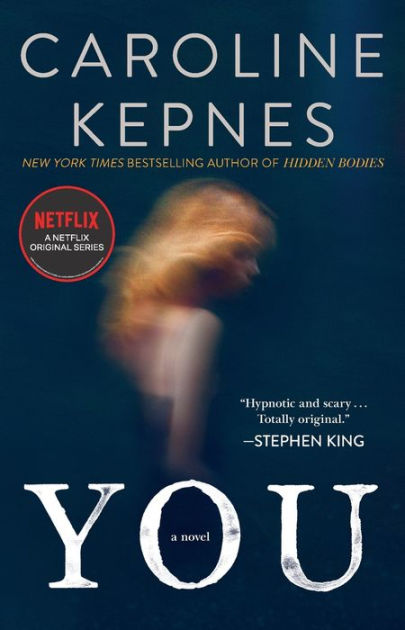 CAROLINE
KEPNES
NEW YORK TIMES BESTSELLING AUTHOR OF HIDDEN BODIES
NETFLIX
A NETFLIX
ORIGINAL SERIES
“Hypnotic and scary...
Totally original.”
—STEPHEN KING
YOU
a novel